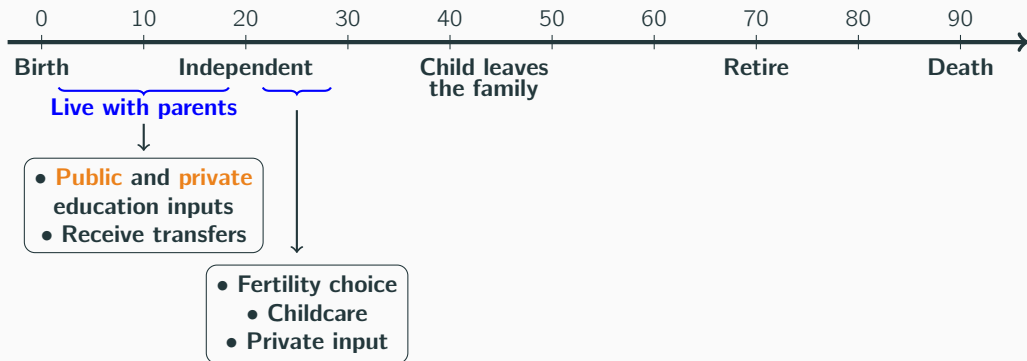 0 10 20 30 40 50 60 70 80 90
Birth Independent Child leaves Retire Death
the family
Live with parents
• Public and private
education inputs
• Receive transfers
• Fertility choice
• Childcare
• Private input